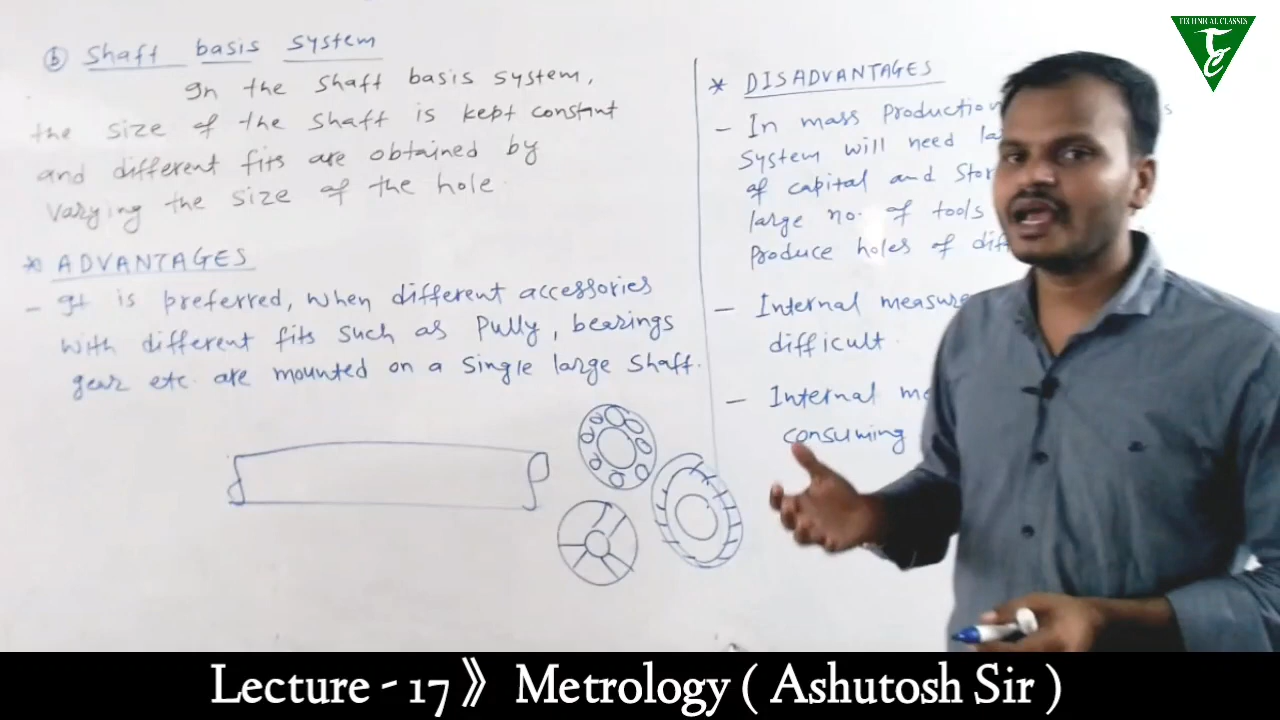 ⓑ Shaft basis system
In the shaft basis system,
the size of the shaft is kept constant
and different fits are obtained by
varying the size of the hole.
* ADVANTAGES
- It is preferred, when different accessories
with different fits such as Pully, bearings
gear etc. are mounted on a single large shaft.
* DISADVANTAGES
- In mass production
system will need
of capital and
large no. of tools
produce holes of
- Internal
difficult.
- Internal
consuming
TECHNICAL CLASSES
TC
Lecture - 17 》 Metrology ( Ashutosh Sir )